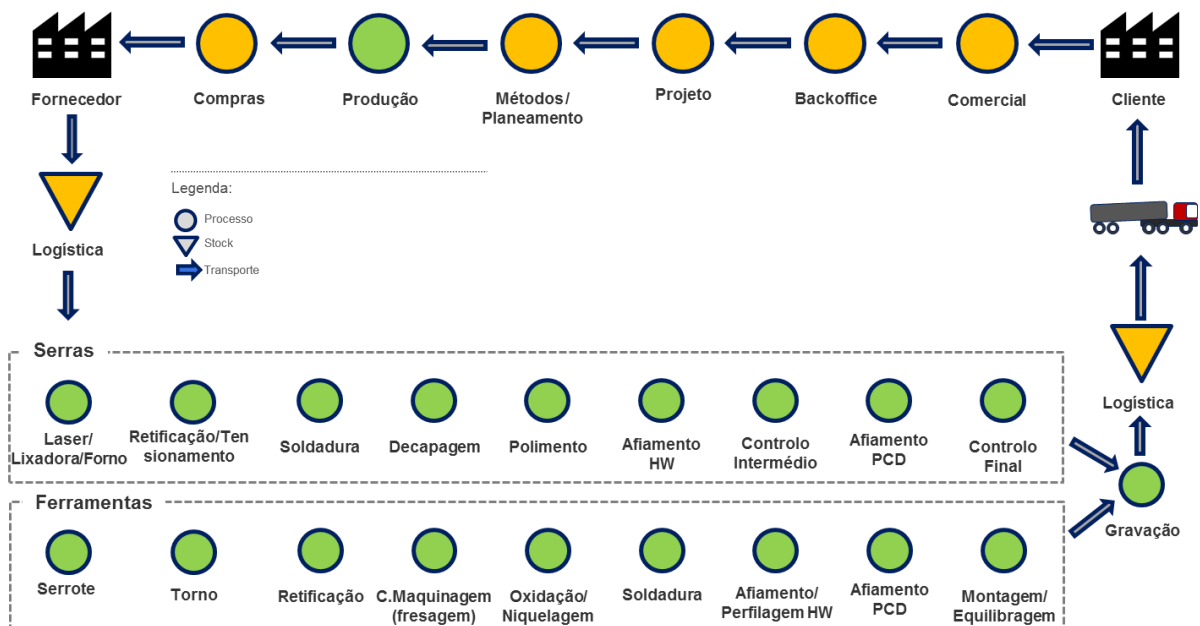 Fornecedor
Compras
Produção
Métodos/
Planeamento
Projeto
Backoffice
Comercial
Cliente
Legenda:
Processo
Stock
Transporte
Logística
Serras
Laser/
Lixadora/Forno
Retificação/Ten
sionamento
Soldadura
Decapagem
Polimento
Afiamento
HW
Controlo
Intermédio
Afiamento
PCD
Controlo
Final
Logística
Gravação
Ferramentas
Serrote
Torno
Retificação
C.Maquinagem
(fresagem)
Oxidação/
Niquelagem
Soldadura
Afiamento/
Perfilagem HW
Afiamento
PCD
Montagem/
Equilibragem